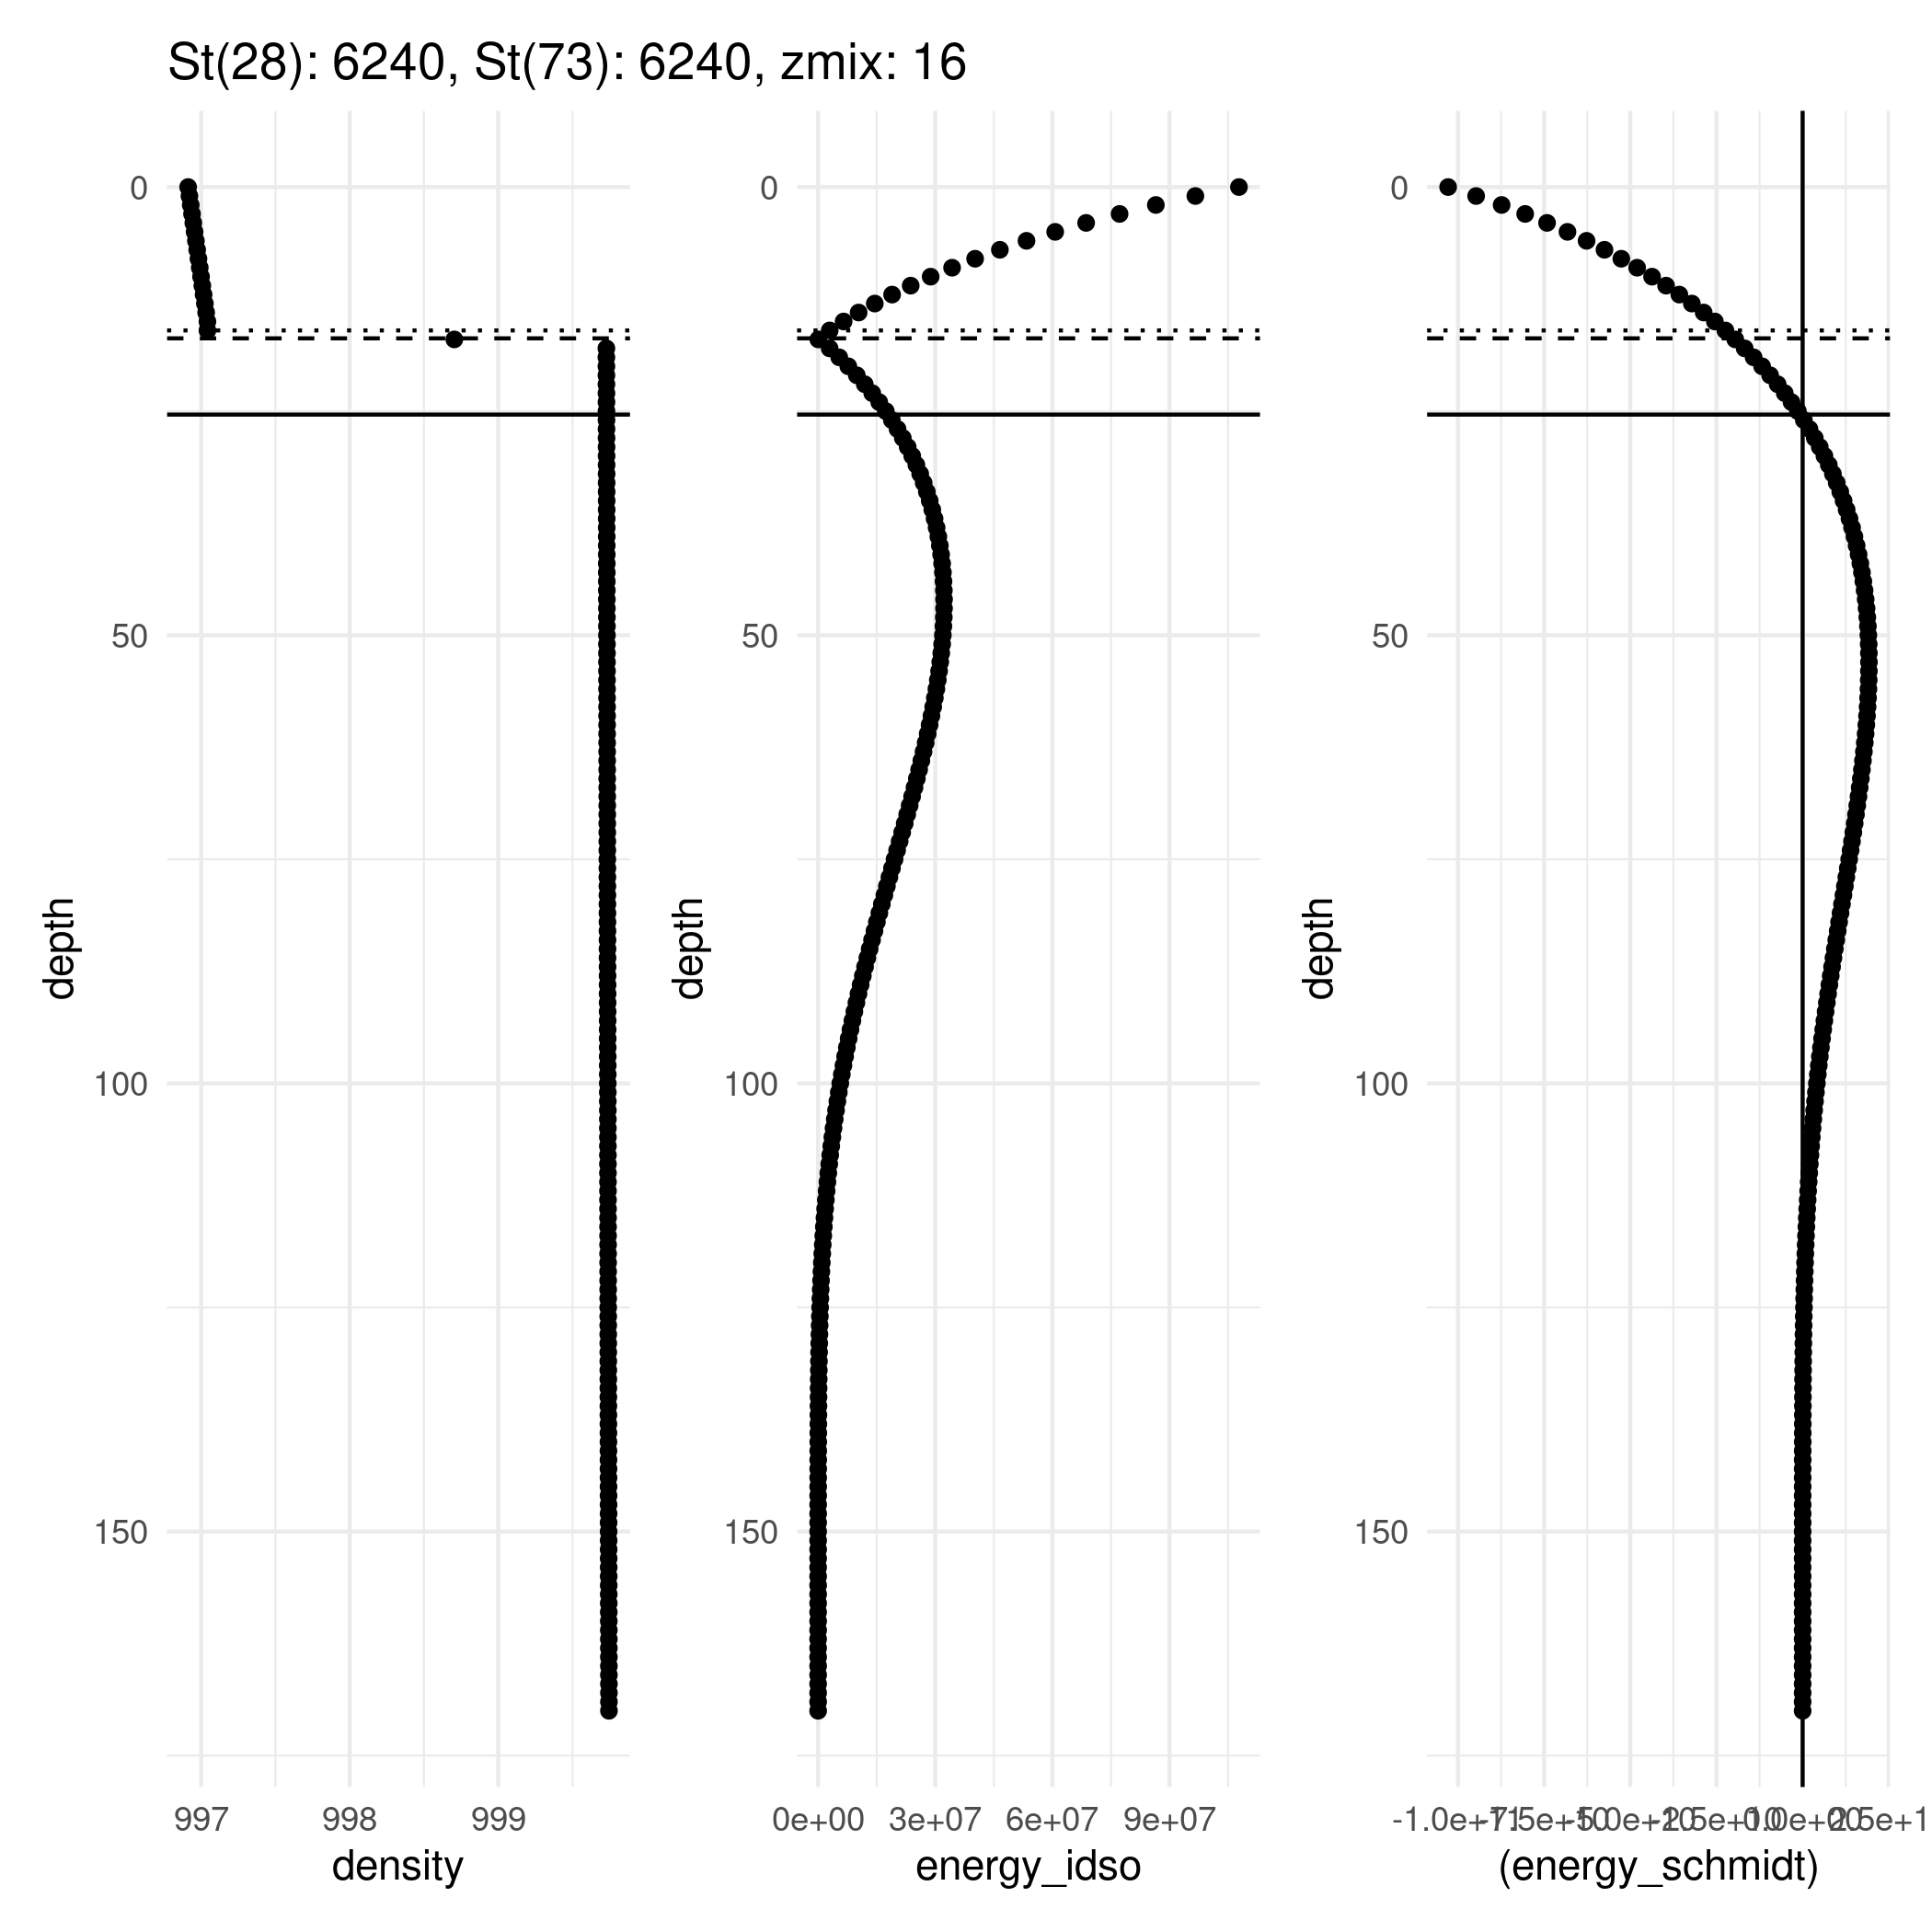 St(28): 6240, St(73): 6240, zmix: 16
0
50
100
150
depth
997 998 999
density
0
50
100
150
depth
0e+00 3e+07 6e+07 9e+07
energy_idso
0
50
100
150
depth
(energy_schmidt)